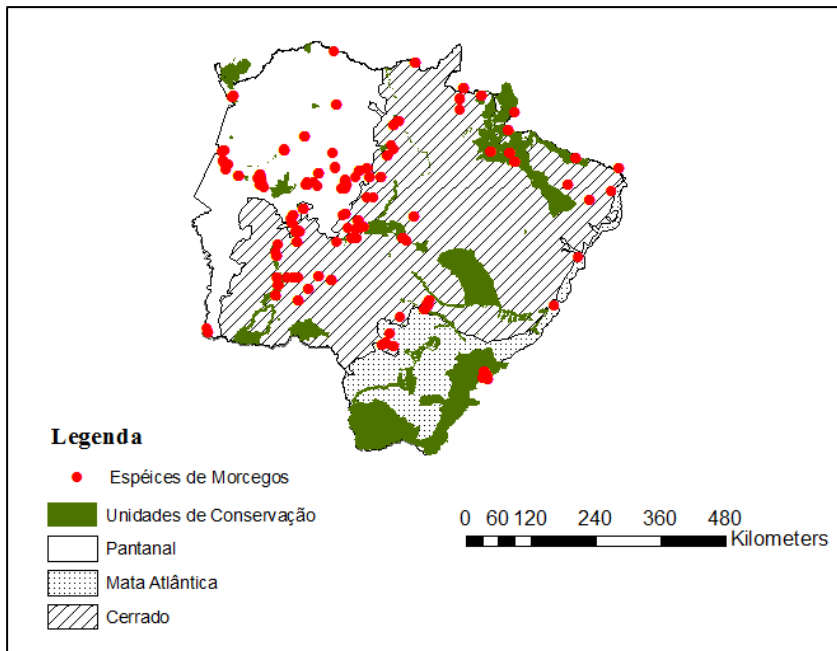 Legenda
Espéices de Morcegos
Unidades de Conservação
Pantanal
Mata Atlântica
Cerrado
0 60 120 240 360 480
Kilometers